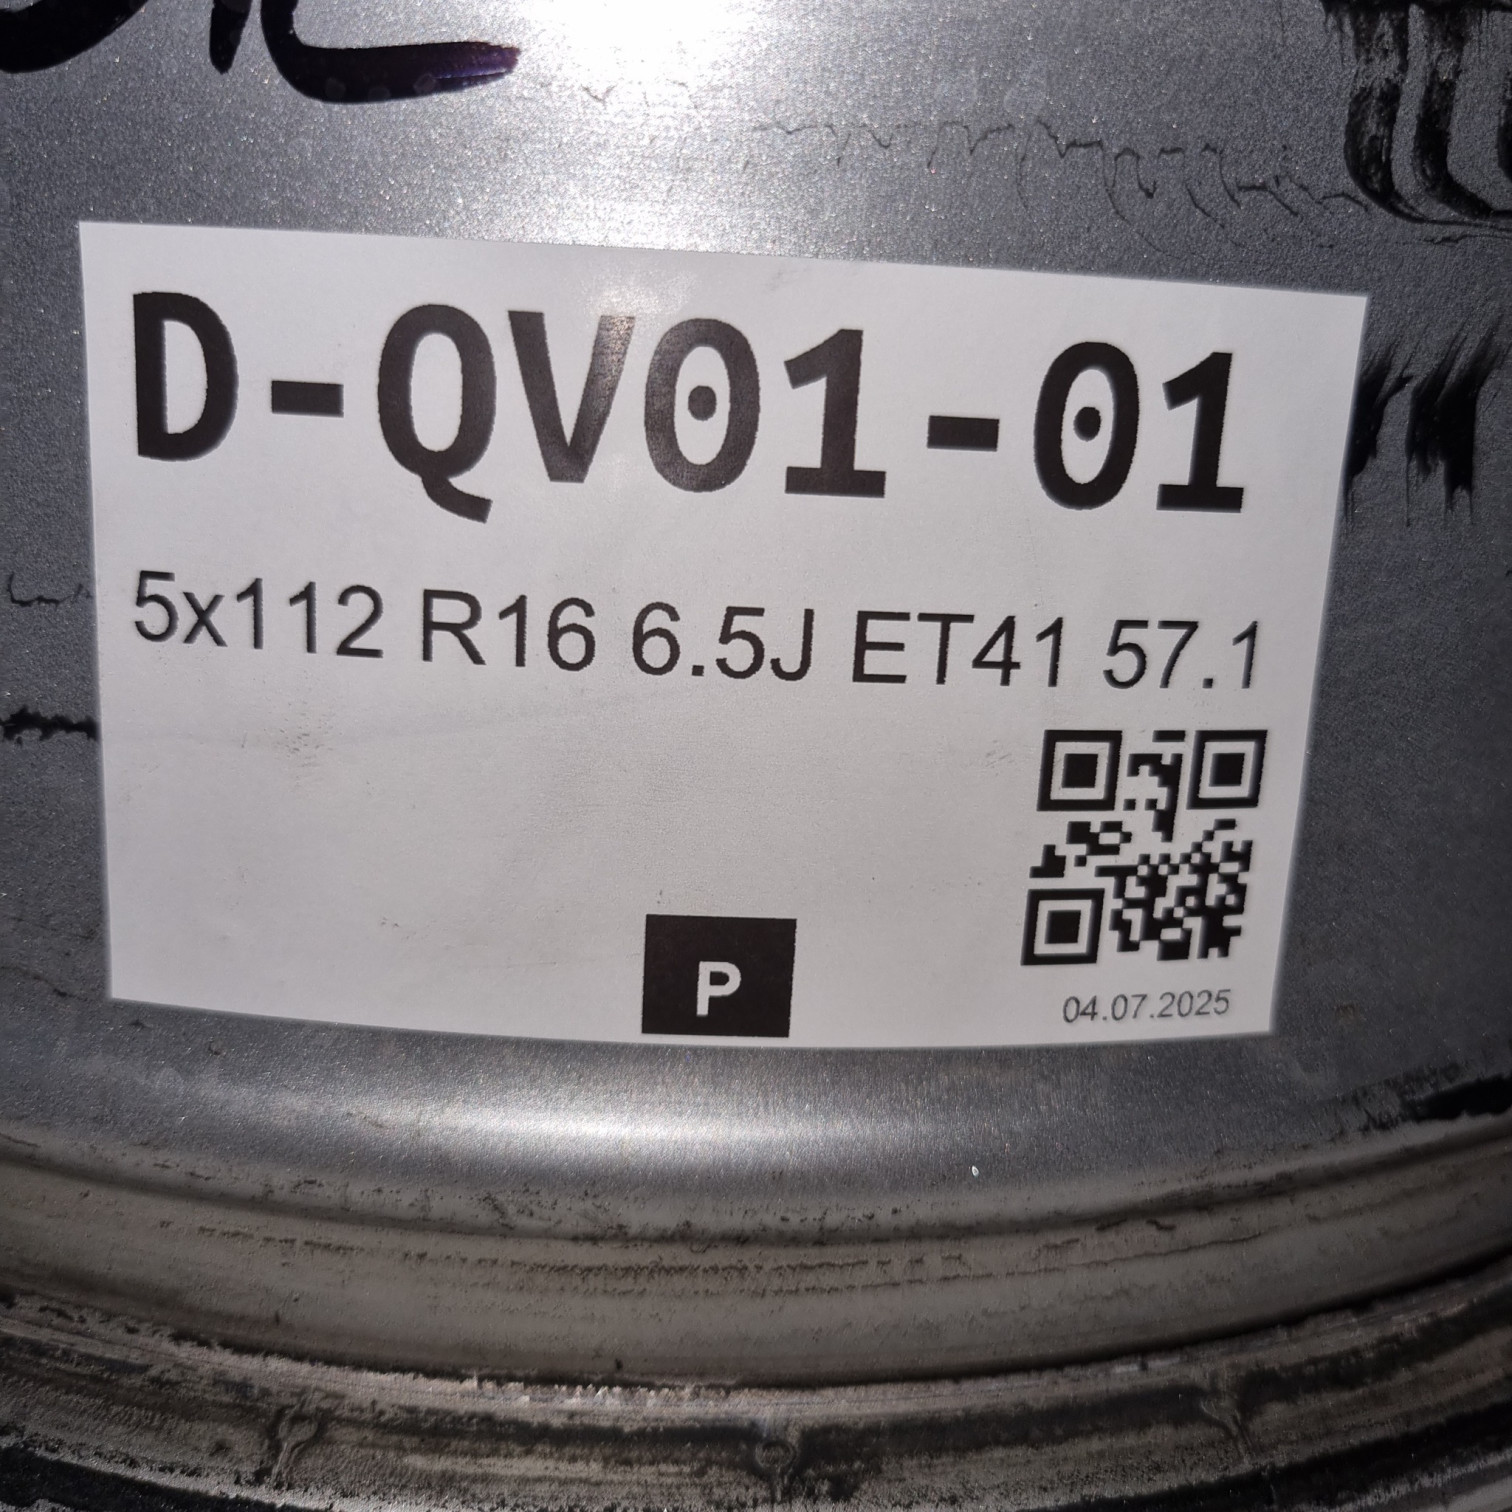 D-QV01-01
5x112 R16 6.5J ET41 57.1
P
04.07.2025